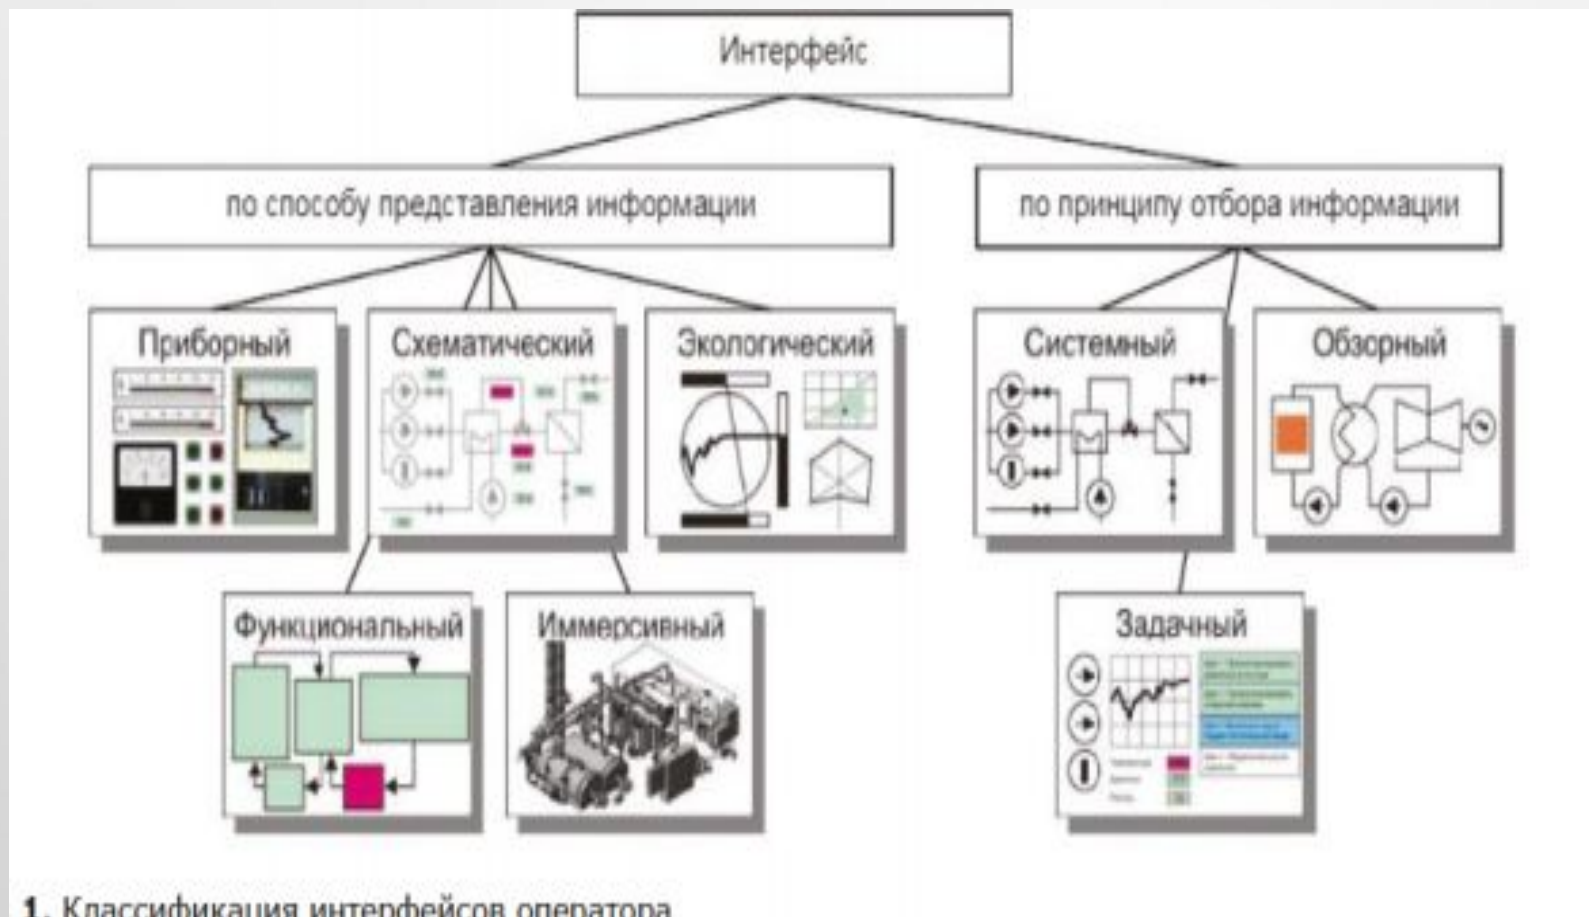 Интерфейс
по способу представления информации
по принципу отбора информации
Приборный
Схематический
Экологический
Системный
Обзорный
Функциональный
Иммерсивный
Задачный
1. Классификация интерфейсов оператора